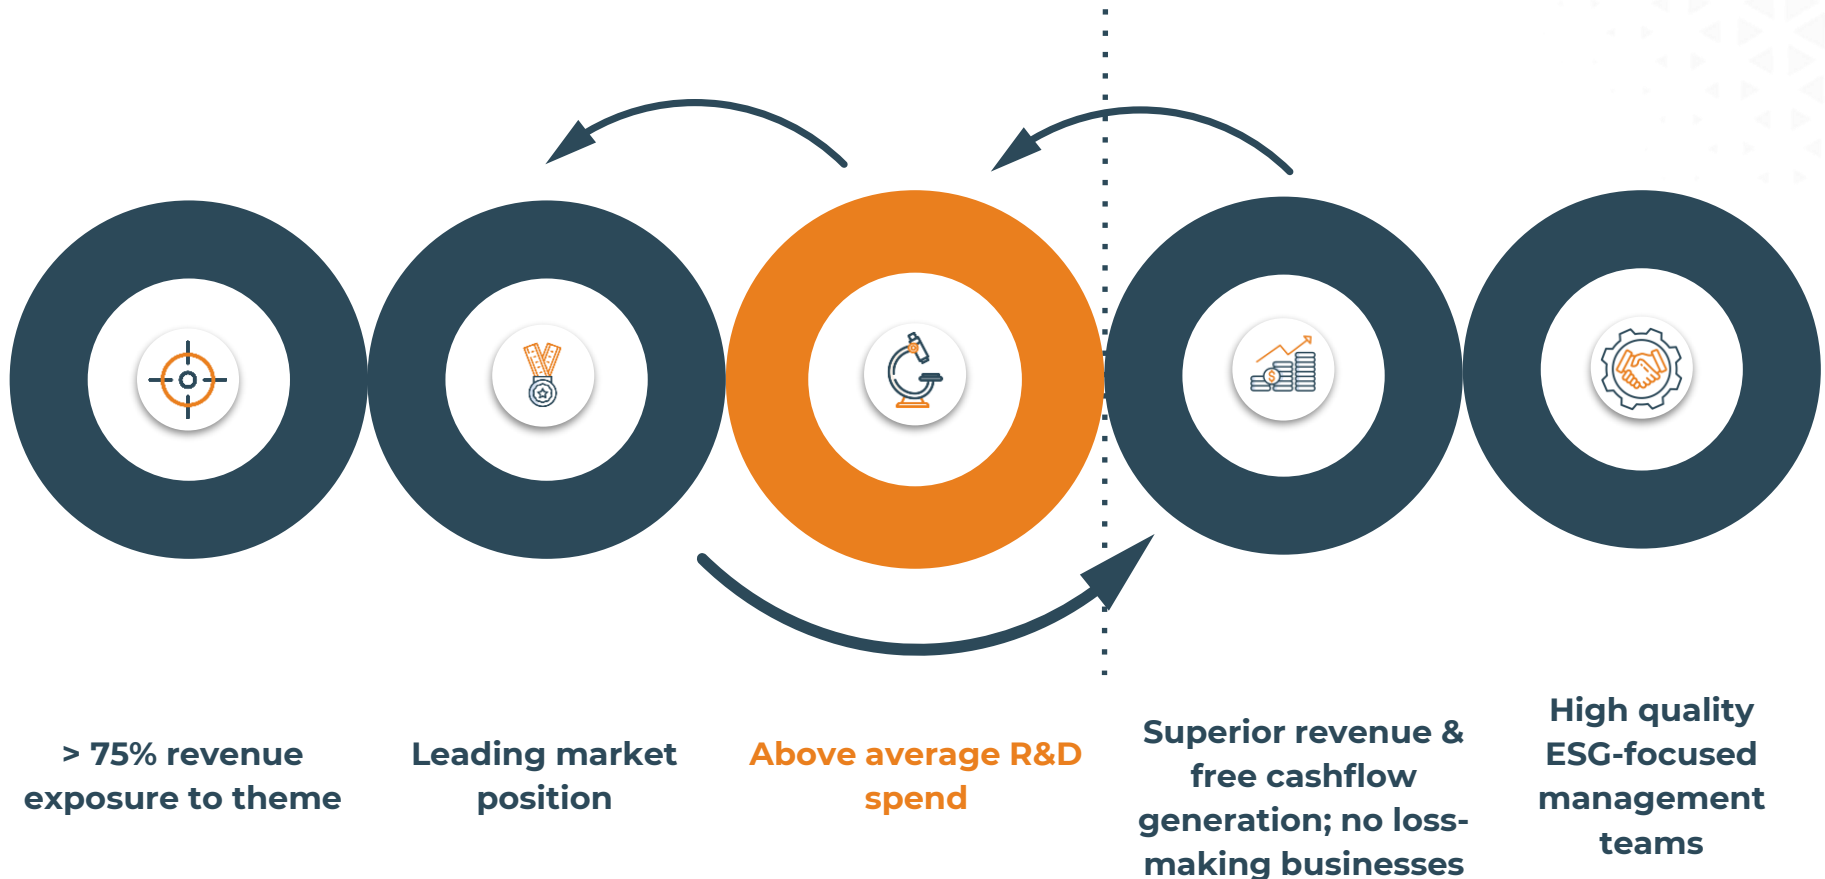 > 75% revenue
exposure to theme
Leading market
position
Above average R&D
spend
Superior revenue &
free cashflow
generation; no loss-
making businesses
High quality
ESG-focused
management
teams